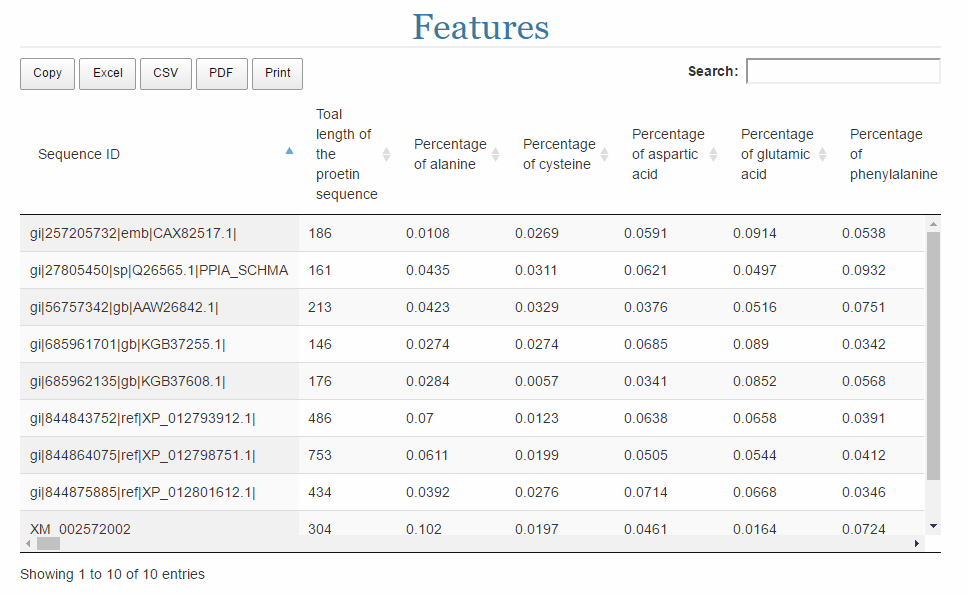 Features
Copy Excel CSV PDF Print Search:
Sequence ID
Toal
length of
the
proetin
sequence
Percentage
of alanine
Percentage
of cysteine
Percentage
of aspartic
acid
Percentage
of glutamic
acid
Percentage
of
phenylalanine
gi|257205732|emb|CAX82517.1| 186 0.0108 0.0269 0.0591 0.0914 0.0538
gi|27805450|sp|Q26565.1|PPIA_SCHMA 161 0.0435 0.0311 0.0621 0.0497 0.0932
gi|56757342|gb|AAW26842.1| 213 0.0423 0.0329 0.0376 0.0516 0.0751
gi|685961701|gb|KGB37255.1| 146 0.0274 0.0274 0.0685 0.089 0.0342
gi|685962135|gb|KGB37608.1| 176 0.0284 0.0057 0.0341 0.0852 0.0568
gi|844843752|ref|XP_012793912.1| 486 0.07 0.0123 0.0638 0.0658 0.0391
gi|844864075|ref|XP_012798751.1| 753 0.0611 0.0199 0.0505 0.0544 0.0412
gi|844875885|ref|XP_012801612.1| 434 0.0392 0.0276 0.0714 0.0668 0.0346
XM_002572002 304 0.102 0.0197 0.0461 0.0164 0.0724
Showing 1 to 10 of 10 entries